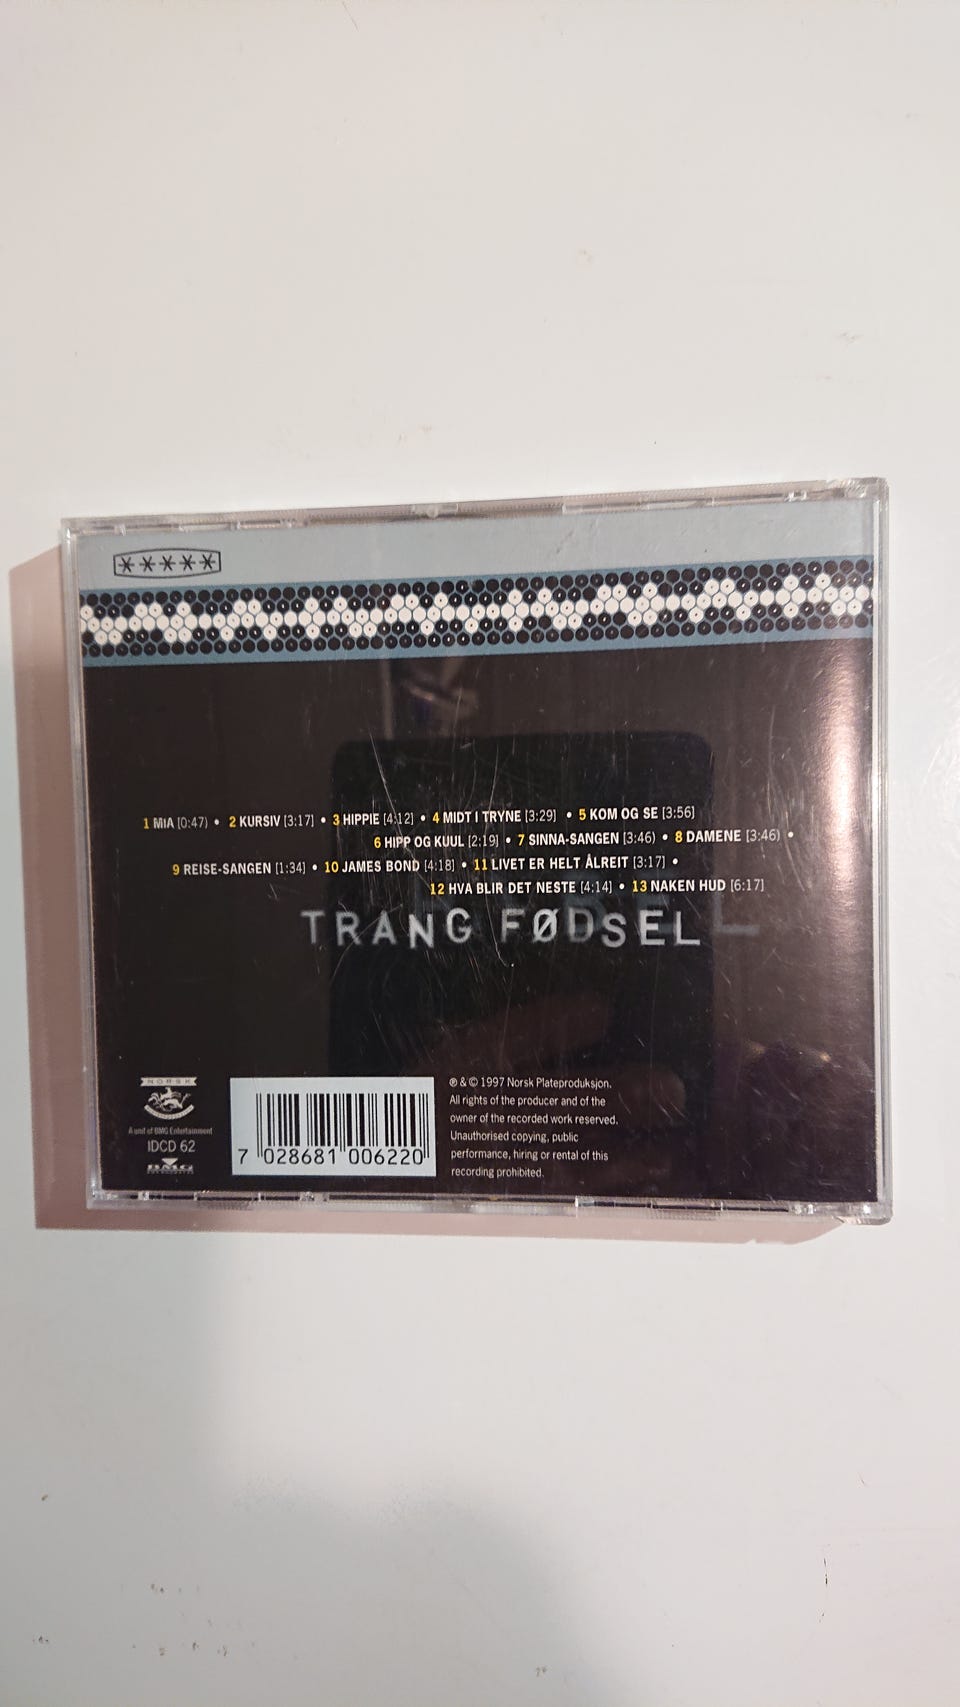 *****
1 MIA [0:47) • 2 KURSIV [3:17] • 3 HIPPIE [4:12] • 4 MIDT I TRYNE [3:29] • 5 KOM OG SE [3:56]
6 HIPP OG KUUL [2:19) • 7 SINNA-SANGEN [3:46) • 8 DAMENE [3:46) •
9 REISE-SANGEN [1:34] • 10 JAMES BOND [4:18] • 11 LIVET ER HELT ÅLREIT [3:17] •
12 HVA BLIR DET NESTE [4:14] • 13 NAKEN HUD [6:17]
TRANG FØDSEL
NORSK
A unit of BMG Entertainment
IDCD 62
BMG
7 028681 006220
℗ & © 1997 Norsk Plateproduksjon.
All rights of the producer and of the
owner of the recorded work reserved.
Unauthorised copying, public
performance, hiring or rental of this
recording prohibited.